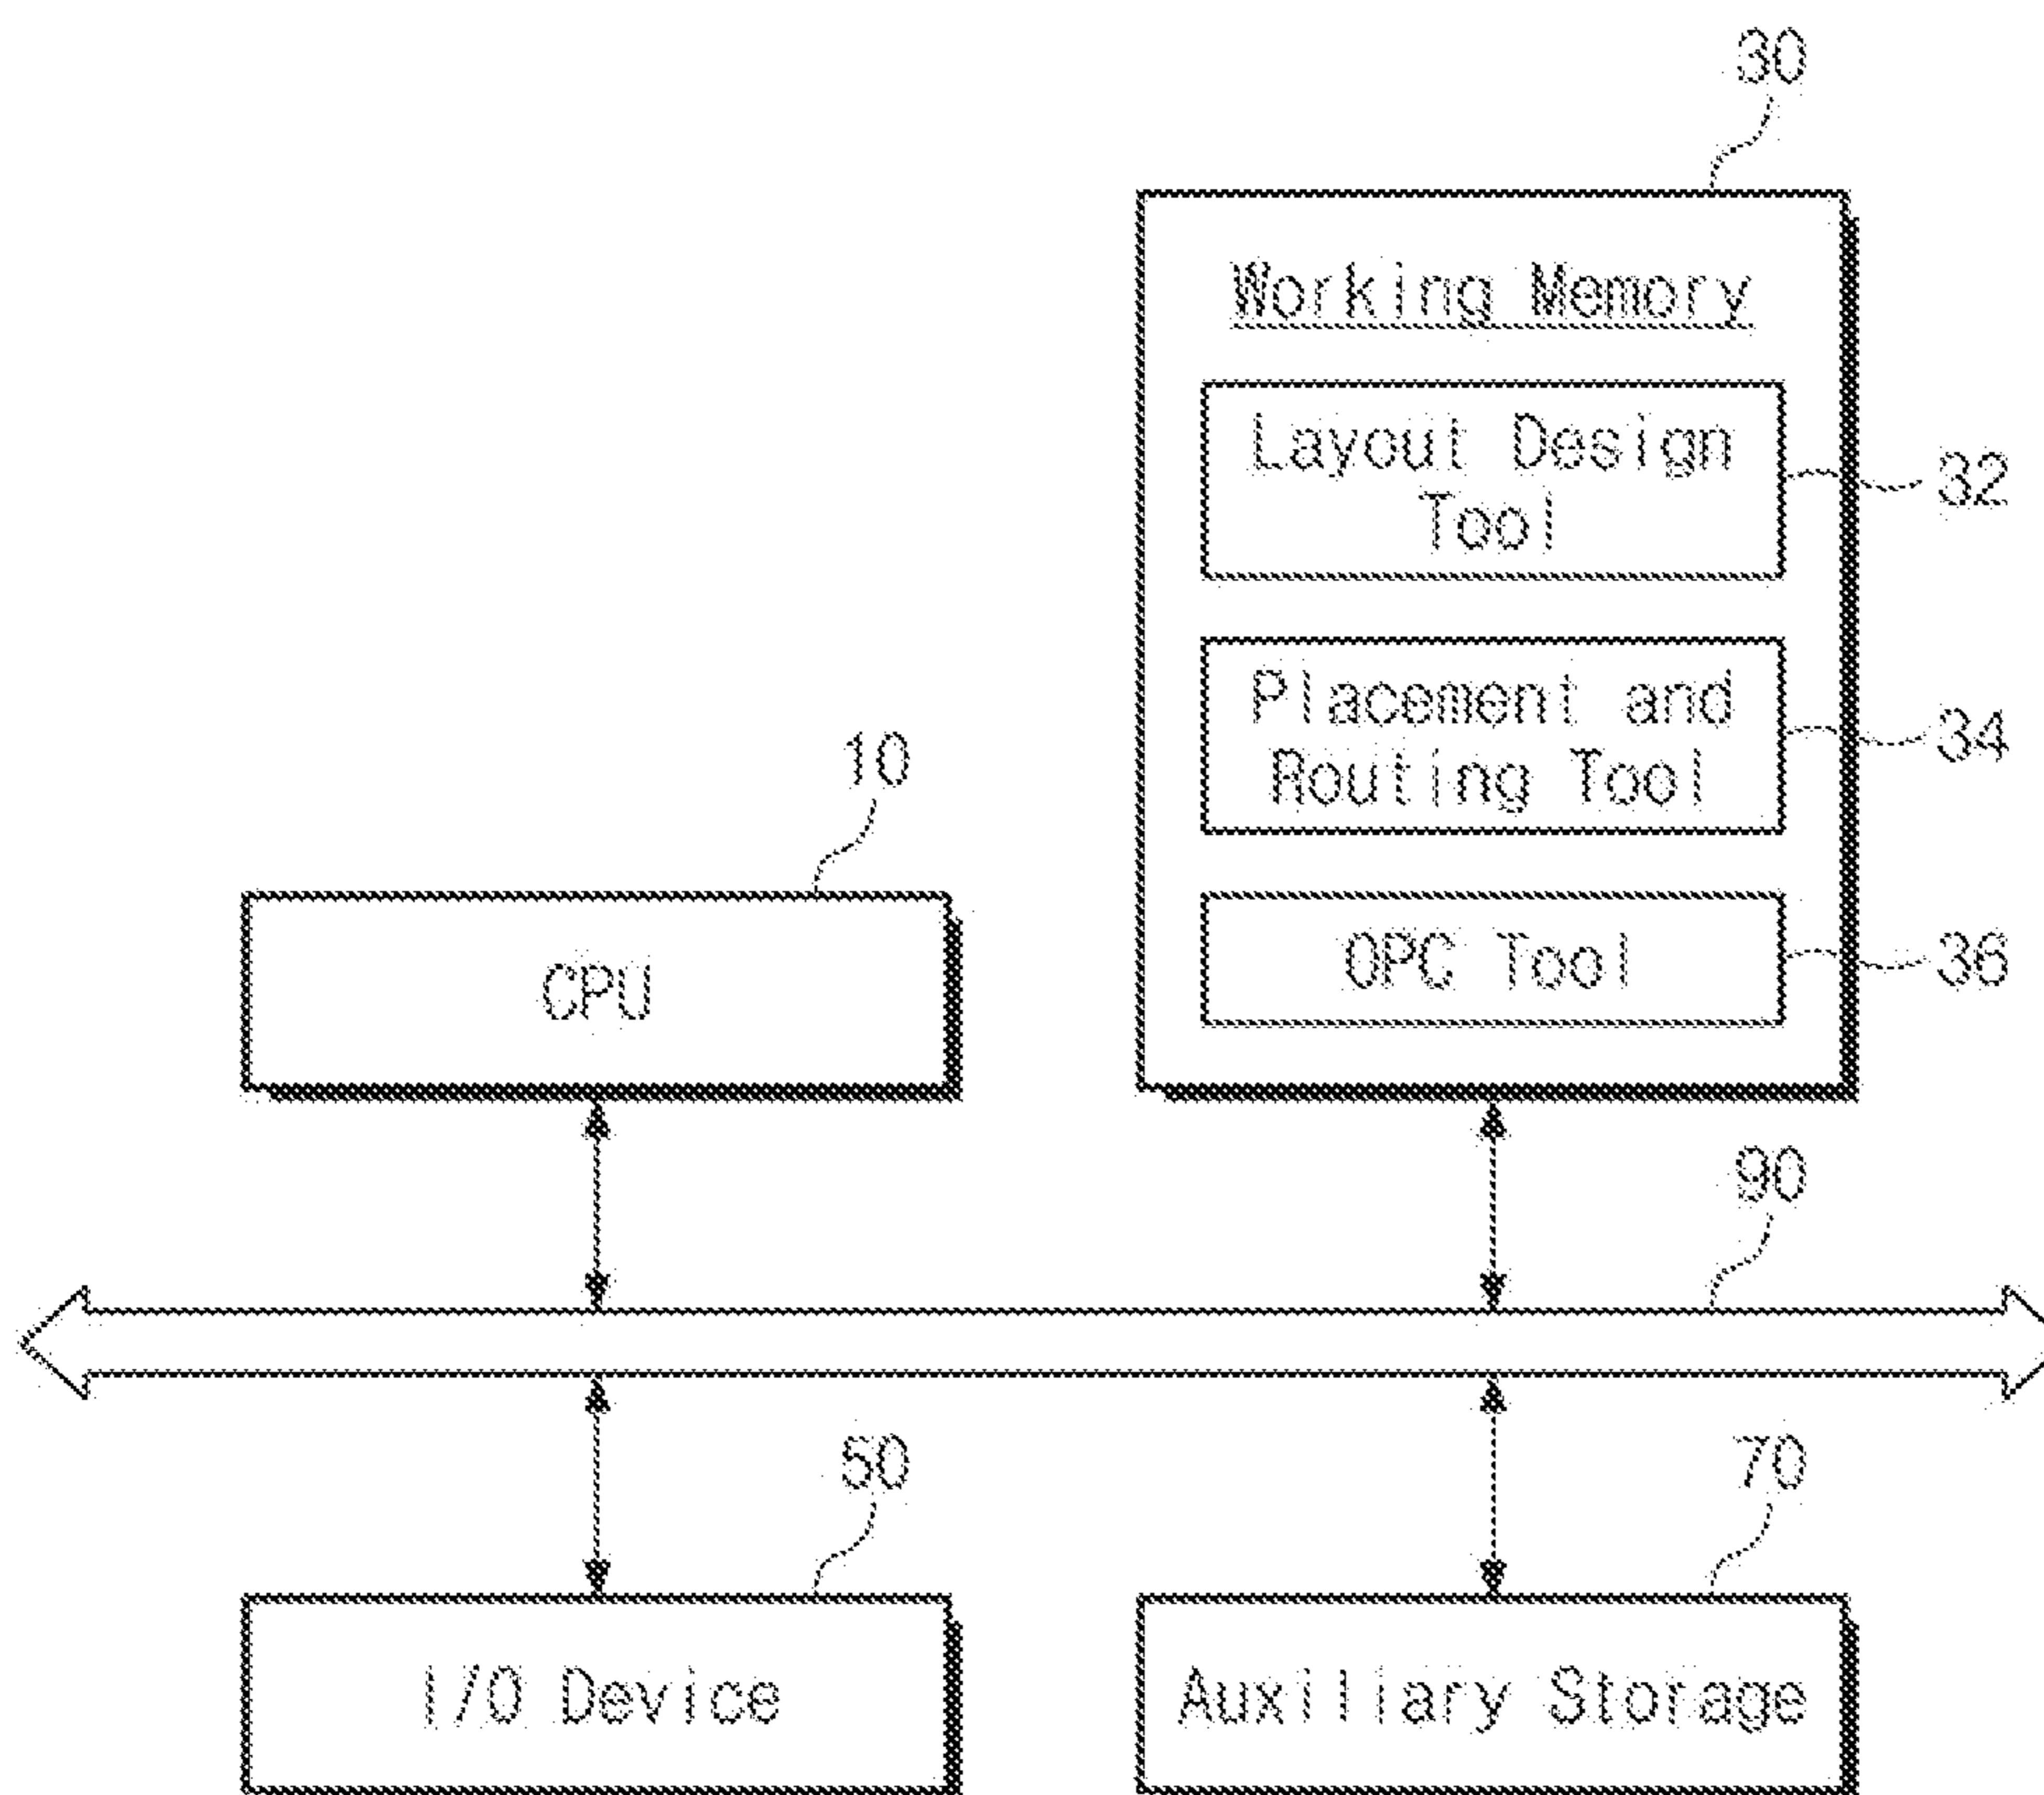 30
Working Memory
Layout Design
Tool
32
Placement and
Routing Tool
34
10
OPC Tool
36
CPU
90
50
70
I/O Device
Auxiliary Storage